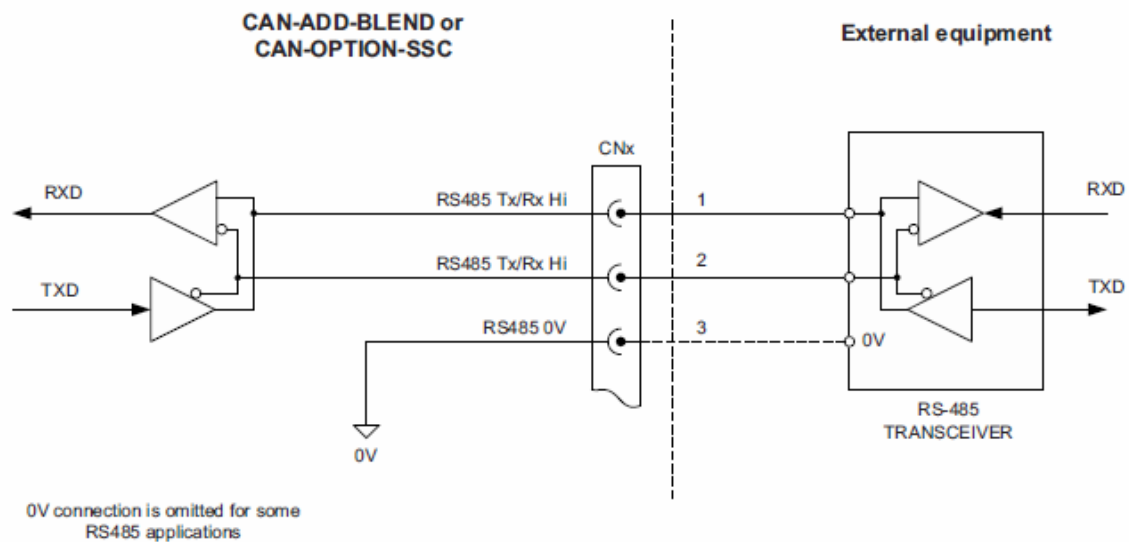 CAN-ADD-BLEND or
CAN-OPTION-SSC
External equipment
CNx
RXD
RS485 Tx/Rx Hi
1
RXD
TXD
RS485 Tx/Rx Hi
2
TXD
RS485 0V
3
0V
0V
RS-485
TRANSCEIVER
0V connection is omitted for some
RS485 applications